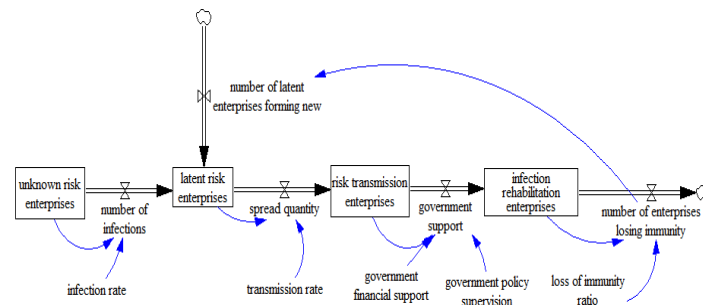 number of latent
enterprises forming new
unknown risk
enterprises
number of
infections
latent risk
enterprises
spread quantity
risk transmission
enterprises
government
support
infection
rehabilitation
enterprises
number of enterprises
losing immunity
infection rate
transmission rate
government
financial support
government policy
supervision
loss of immunity
ratio